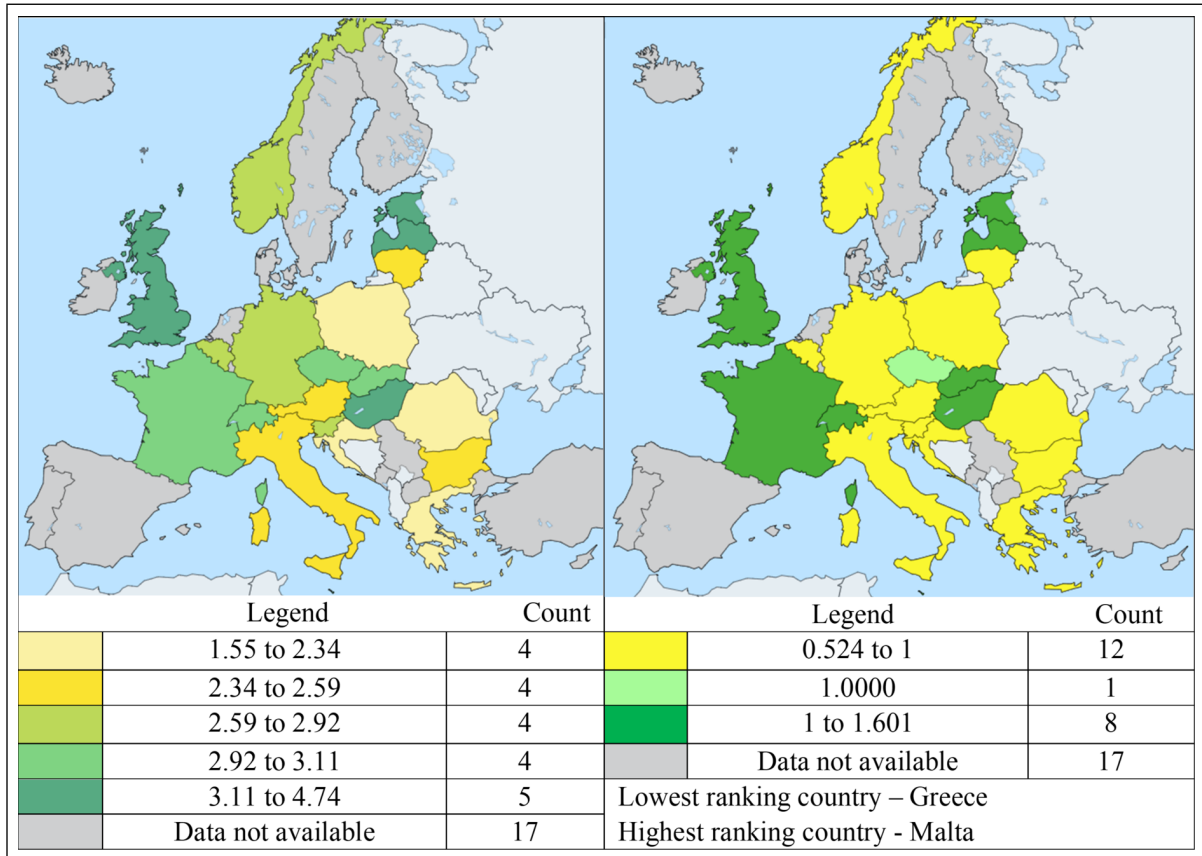 Legend Count
1.55 to 2.34 4
2.34 to 2.59 4
2.59 to 2.92 4
2.92 to 3.11 4
3.11 to 4.74 5
Data not available 17
Legend Count
0.524 to 1 12
1.0000 1
1 to 1.601 8
Data not available 17
Lowest ranking country – Greece
Highest ranking country - Malta